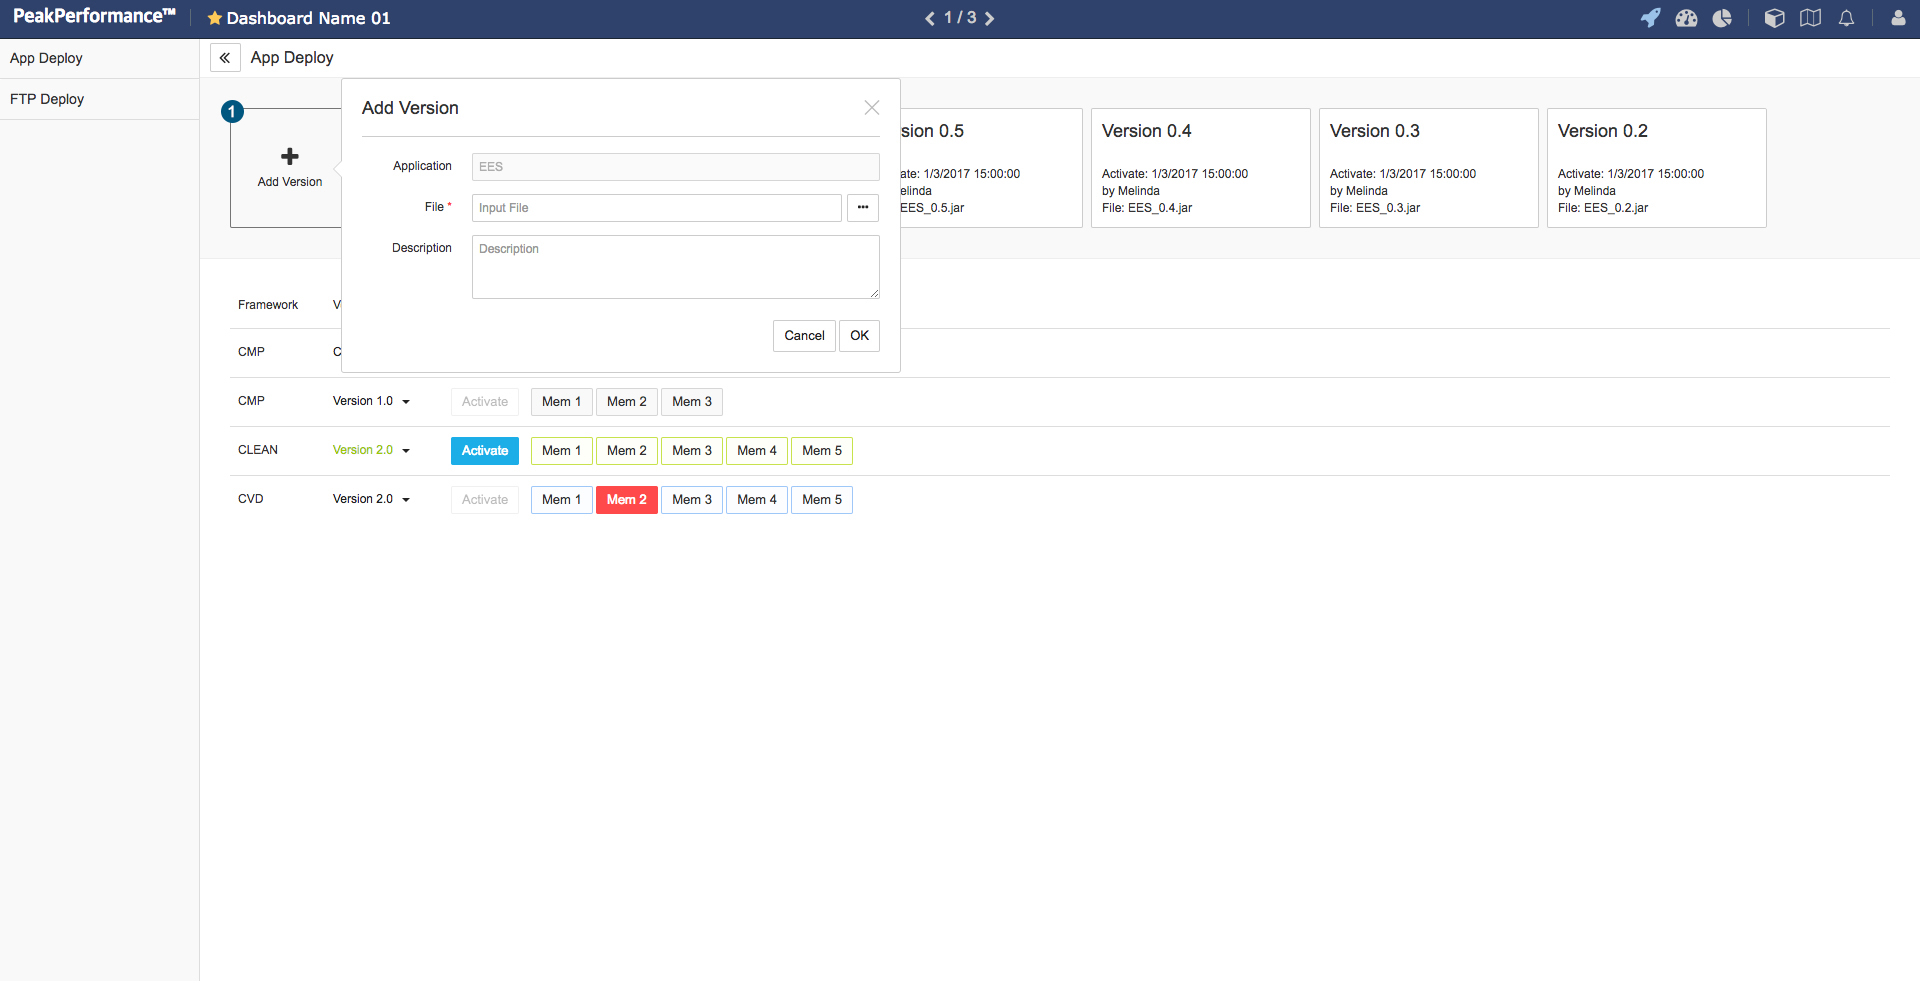 PeakPerformance™
Dashboard Name 01
1 / 3
App Deploy
FTP Deploy
App Deploy
1
Add Version
Add Version
Application
EES
File *
Input File
Description
Description
Cancel
OK
sion 0.5
ate: 1/3/2017 15:00:00
elinda
EES_0.5.jar
Version 0.4
Activate: 1/3/2017 15:00:00
by Melinda
File: EES_0.4.jar
Version 0.3
Activate: 1/3/2017 15:00:00
by Melinda
File: EES_0.3.jar
Version 0.2
Activate: 1/3/2017 15:00:00
by Melinda
File: EES_0.2.jar
Framework V
CMP C
CMP Version 1.0 Activate Mem 1 Mem 2 Mem 3
CLEAN Version 2.0 Activate Mem 1 Mem 2 Mem 3 Mem 4 Mem 5
CVD Version 2.0 Activate Mem 1 Mem 2 Mem 3 Mem 4 Mem 5